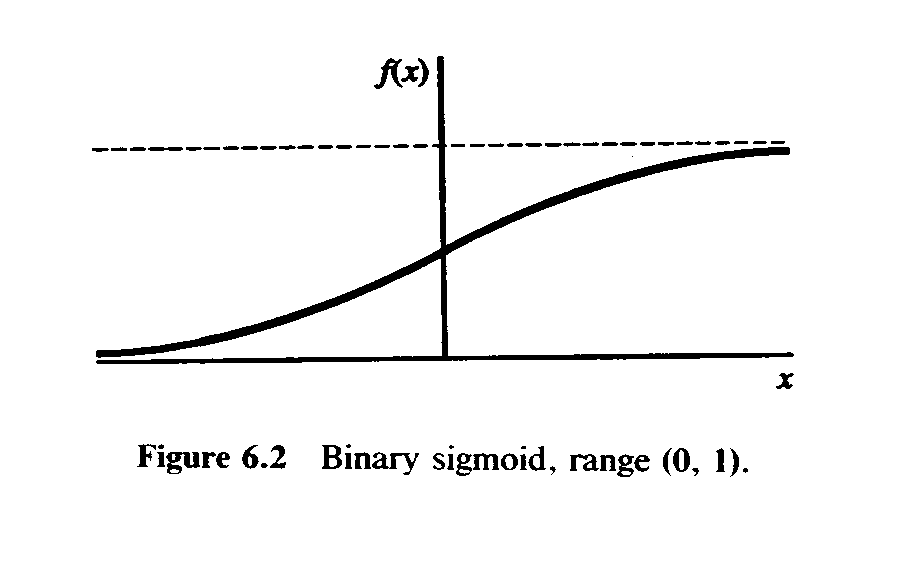 f(x)
x
Figure 6.2 Binary sigmoid, range (0, 1).